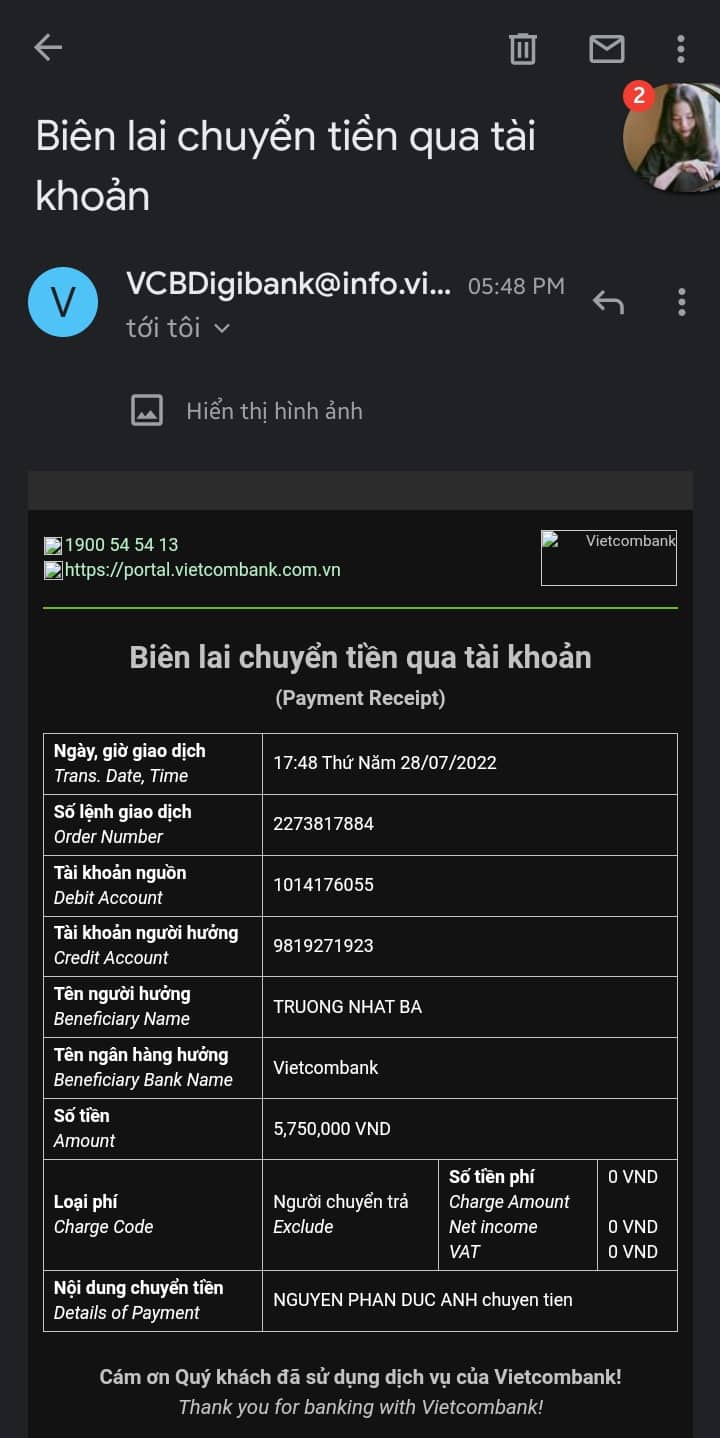 2
Biên lai chuyển tiền qua tài
khoản
V
VCBDigibank@info.vi... 05:48 PM
tới tôi
Hiển thị hình ảnh
1900 54 54 13
https://portal.vietcombank.com.vn
Vietcombank
Biên lai chuyển tiền qua tài khoản
(Payment Receipt)
Ngày, giờ giao dịch
Trans. Date, Time
17:48 Thứ Năm 28/07/2022
Số lệnh giao dịch
Order Number
2273817884
Tài khoản nguồn
Debit Account
1014176055
Tài khoản người hưởng
Credit Account
9819271923
Tên người hưởng
Beneficiary Name
TRUONG NHAT BA
Tên ngân hàng hưởng
Beneficiary Bank Name
Vietcombank
Số tiền
Amount
5,750,000 VND
Loại phí
Charge Code
Người chuyển trả
Exclude
Số tiền phí 0 VND
Charge Amount
Net income 0 VND
VAT 0 VND
Nội dung chuyển tiền
Details of Payment
NGUYEN PHAN DUC ANH chuyen tien
Cám ơn Quý khách đã sử dụng dịch vụ của Vietcombank!
Thank you for banking with Vietcombank!